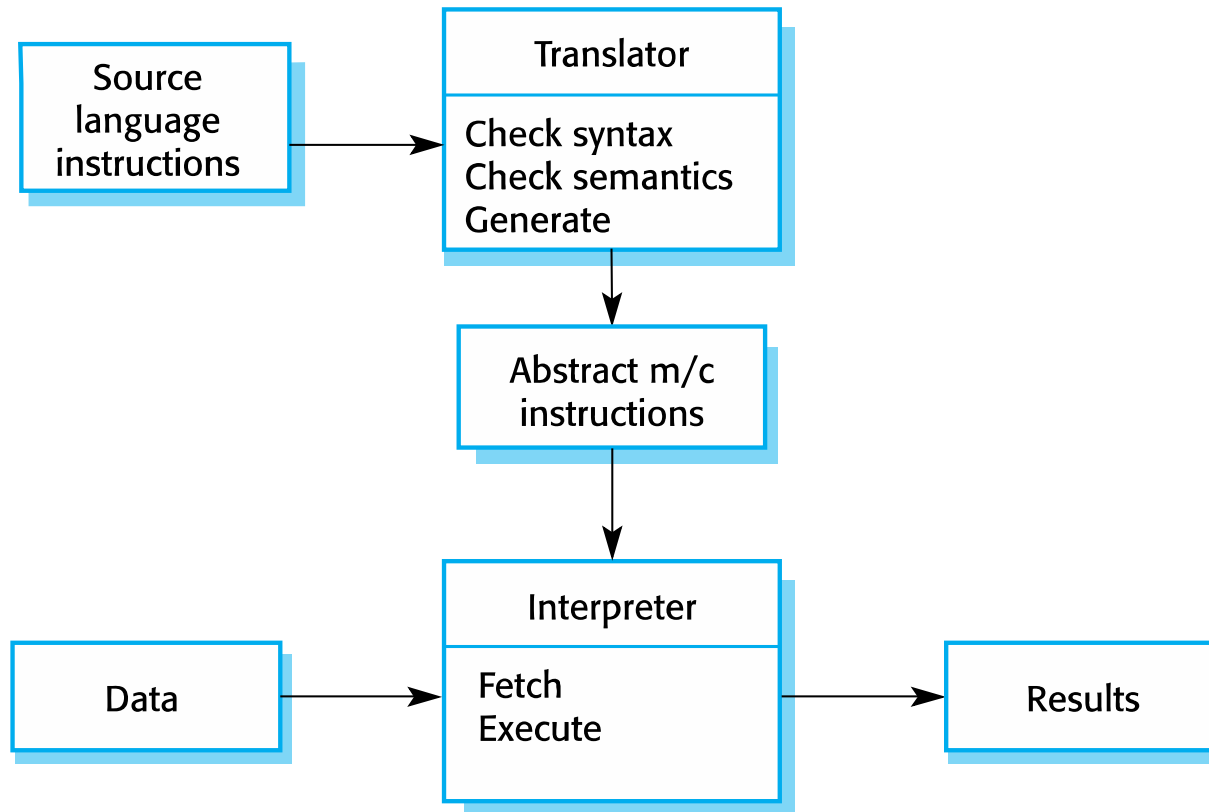 Source
language
instructions
Translator
Check syntax
Check semantics
Generate
Abstract m/c
instructions
Interpreter
Fetch
Execute
Data
Results